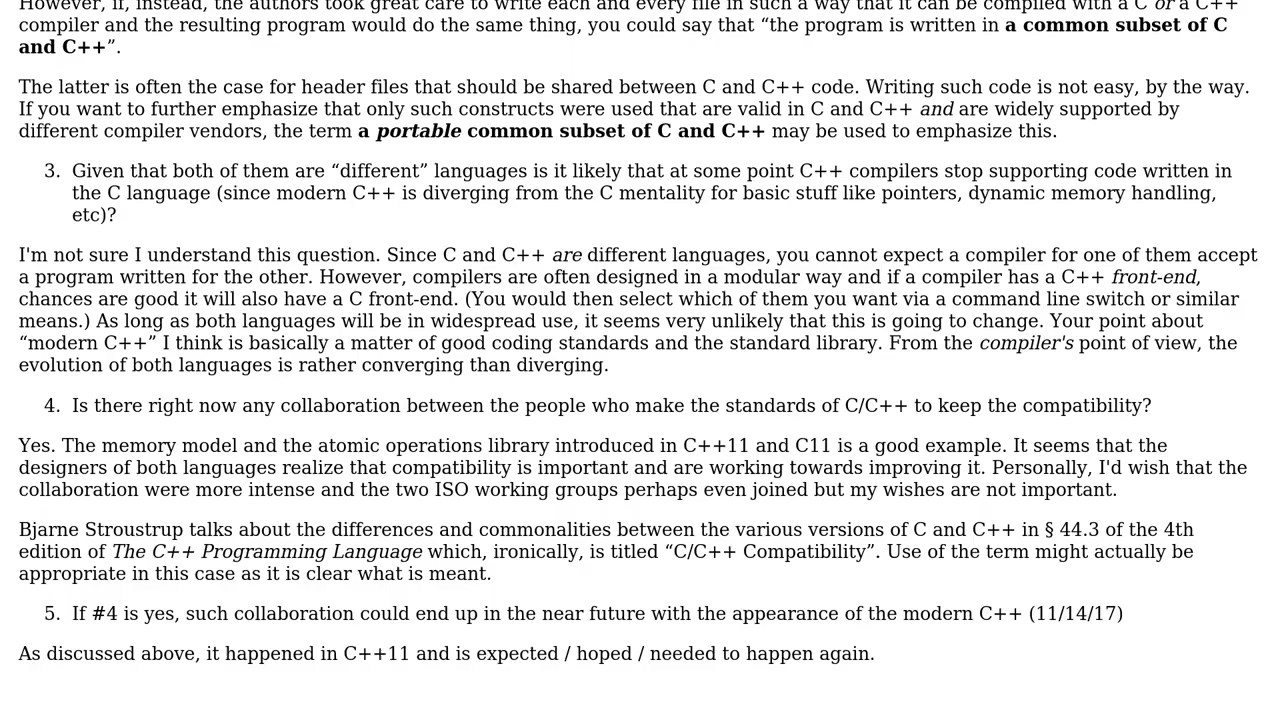 However, if, instead, the authors took great care to write each and every file in such a way that it can be compiled with a C or a C++
compiler and the resulting program would do the same thing, you could say that “the program is written in a common subset of C
and C++”.
The latter is often the case for header files that should be shared between C and C++ code. Writing such code is not easy, by the way.
If you want to further emphasize that only such constructs were used that are valid in C and C++ and are widely supported by
different compiler vendors, the term a portable common subset of C and C++ may be used to emphasize this.
3. Given that both of them are “different” languages is it likely that at some point C++ compilers stop supporting code written in
the C language (since modern C++ is diverging from the C mentality for basic stuff like pointers, dynamic memory handling,
etc)?
I'm not sure I understand this question. Since C and C++ are different languages, you cannot expect a compiler for one of them accept
a program written for the other. However, compilers are often designed in a modular way and if a compiler has a C++ front-end,
chances are good it will also have a C front-end. (You would then select which of them you want via a command line switch or similar
means.) As long as both languages will be in widespread use, it seems very unlikely that this is going to change. Your point about
“modern C++” I think is basically a matter of good coding standards and the standard library. From the compiler's point of view, the
evolution of both languages is rather converging than diverging.
4. Is there right now any collaboration between the people who make the standards of C/C++ to keep the compatibility?
Yes. The memory model and the atomic operations library introduced in C++11 and C11 is a good example. It seems that the
designers of both languages realize that compatibility is important and are working towards improving it. Personally, I'd wish that the
collaboration were more intense and the two ISO working groups perhaps even joined but my wishes are not important.
Bjarne Stroustrup talks about the differences and commonalities between the various versions of C and C++ in § 44.3 of the 4th
edition of The C++ Programming Language which, ironically, is titled “C/C++ Compatibility”. Use of the term might actually be
appropriate in this case as it is clear what is meant.
5. If #4 is yes, such collaboration could end up in the near future with the appearance of the modern C++ (11/14/17)
As discussed above, it happened in C++11 and is expected / hoped / needed to happen again.